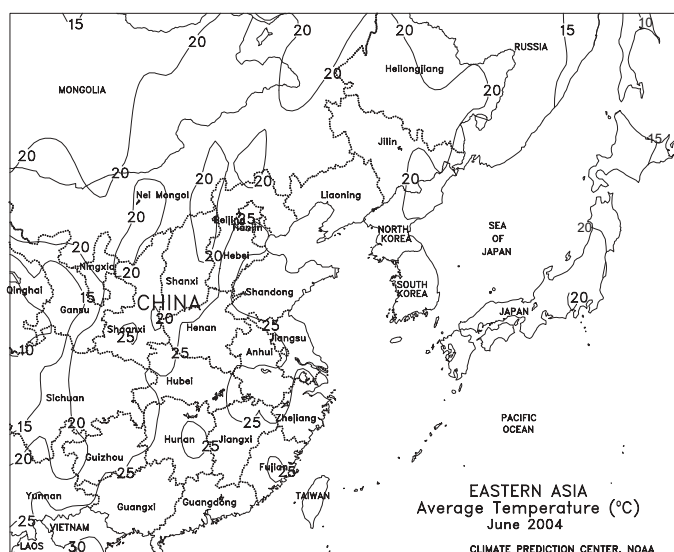 15
20
20
20
15
10
RUSSIA
Heilongjiang
MONGOLIA
20
20
Jilin
15
20
20
20
20
20
Nei Mongol
Liaoning
20
20
25
Beijing
Tianjin
20
NORTH
KOREA
SEA
OF
JAPAN
20
20
Ningxia
20
20
Hebei
Qinghai
15
Shanxi
SOUTH
KOREA
Gansu
CHINA
Shandong
20
20
JAPAN
Shaanxi
25
Henan
25
Jiangsu
10
25
Anhui
Hubei
Sichuan
15
20
25
Zhejiang
PACIFIC
OCEAN
20
Guizhou
Hunan
25
Jiangxi
25
Fujian
25
Yunnan
Guangxi
Guangdong
TAIWAN
25
VIETNAM
LAOS
30
EASTERN ASIA
Average Temperature (°C)
June 2004
CLIMATE PREDICTION CENTER, NOAA